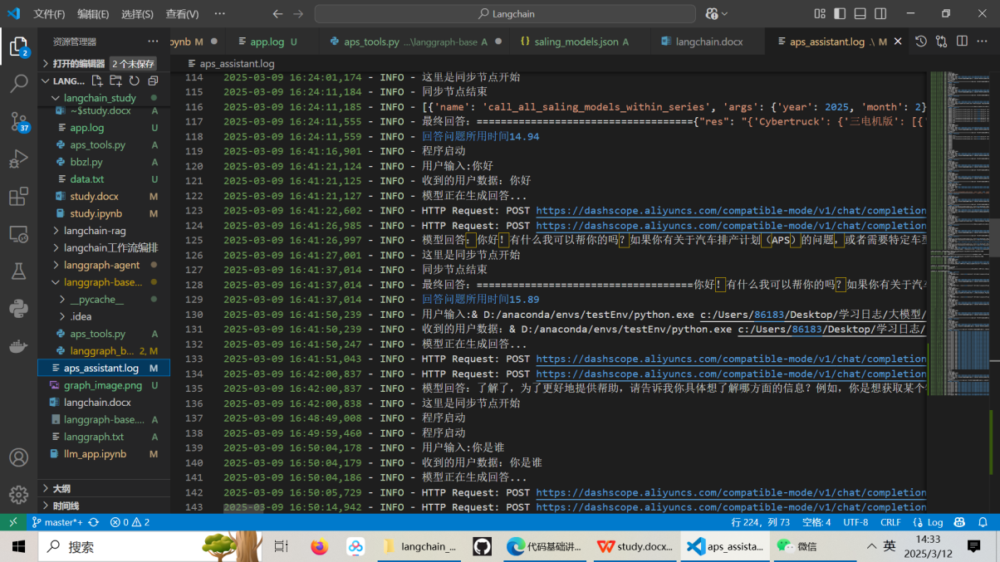 文件(F) 编辑(E) 选择(S) 查看(V) ··· Langchain
资源管理器 ···
pynb M app.log U aps_tools.py ...\langgraph-base A saling_models.json A langchain.docx aps_assistant.log .\ M
打开的编辑器 2 个未保存
aps_assistant.log
LANG...
langchain_study
~$study.docx A
app.log U
aps_tools.py A
bbzl.py A
data.txt U
study.docx M
study.ipynb M
langchain-rag
langchain工作流编排
langgraph-agent
langgraph-base...
__pycache__
.idea
aps_tools.py A
langgraph_b... 2, M
aps_assistant.log M
graph_image.png U
langchain.docx
langgraph-base.... A
langgraph.txt A
llm_app.ipynb M
大纲
时间线
114 2025-03-09 16:24:01,174 - INFO - 这里是同步节点开始
115 2025-03-09 16:24:11,184 - INFO - 同步节点结束
116 2025-03-09 16:24:11,185 - INFO - [{'name': 'call_all_saling_models_within_series', 'args': {'year': 2025, 'month': 2}
117 2025-03-09 16:24:11,555 - INFO - 最终回答：===================================={"res": "{'Cybertruck': {'三电机版': [{'
118 2025-03-09 16:24:11,559 - INFO - 回答问题所用时间14.94
119 2025-03-09 16:41:16,901 - INFO - 程序启动
120 2025-03-09 16:41:21,124 - INFO - 用户输入:你好
121 2025-03-09 16:41:21,125 - INFO - 收到的用户数据：你好
122 2025-03-09 16:41:21,127 - INFO - 模型正在生成回答...
123 2025-03-09 16:41:22,602 - INFO - HTTP Request: POST https://dashscope.aliyuncs.com/compatible-mode/v1/chat/completion
124 2025-03-09 16:41:26,985 - INFO - HTTP Request: POST https://dashscope.aliyuncs.com/compatible-mode/v1/chat/completion
125 2025-03-09 16:41:26,997 - INFO - 模型回答：你好！有什么我可以帮你的吗？如果你有关于汽车排产计划（APS）的问题，或者需要特定车型
126 2025-03-09 16:41:27,001 - INFO - 这里是同步节点开始
127 2025-03-09 16:41:37,014 - INFO - 同步节点结束
128 2025-03-09 16:41:37,014 - INFO - 最终回答：====================================你好！有什么我可以帮你的吗？如果你有关于汽车
129 2025-03-09 16:41:37,014 - INFO - 回答问题所用时间15.89
130 2025-03-09 16:41:50,239 - INFO - 用户输入:& D:/anaconda/envs/testEnv/python.exe c:/Users/86183/Desktop/学习日志/大模型/
131 2025-03-09 16:41:50,239 - INFO - 收到的用户数据：& D:/anaconda/envs/testEnv/python.exe c:/Users/86183/Desktop/学习日志/
132 2025-03-09 16:41:50,247 - INFO - 模型正在生成回答...
133 2025-03-09 16:41:51,043 - INFO - HTTP Request: POST https://dashscope.aliyuncs.com/compatible-mode/v1/chat/completion
134 2025-03-09 16:42:00,837 - INFO - HTTP Request: POST https://dashscope.aliyuncs.com/compatible-mode/v1/chat/completion
135 2025-03-09 16:42:00,837 - INFO - 模型回答：了解了，为了更好地提供帮助，请告诉我你具体想了解哪方面的信息？例如，你是想获取某个
136 2025-03-09 16:42:00,838 - INFO - 这里是同步节点开始
137 2025-03-09 16:48:49,008 - INFO - 程序启动
138 2025-03-09 16:49:59,460 - INFO - 程序启动
139 2025-03-09 16:50:04,178 - INFO - 用户输入:你是谁
140 2025-03-09 16:50:04,179 - INFO - 收到的用户数据：你是谁
141 2025-03-09 16:50:04,186 - INFO - 模型正在生成回答...
142 2025-03-09 16:50:05,729 - INFO - HTTP Request: POST https://dashscope.aliyuncs.com/compatible-mode/v1/chat/completion
143 2025-03-09 16:50:14,942 - INFO - HTTP Request: POST https://dashscope.aliyuncs.com/compatible-mode/v1/chat/completion
2
37
master*+ 0 2 行 224，列 73 空格: 4 UTF-8 CRLF Log
搜索 langchain_... 代码基础讲... study.docx... aps_assista... 微信 英 14:33
2025/3/12